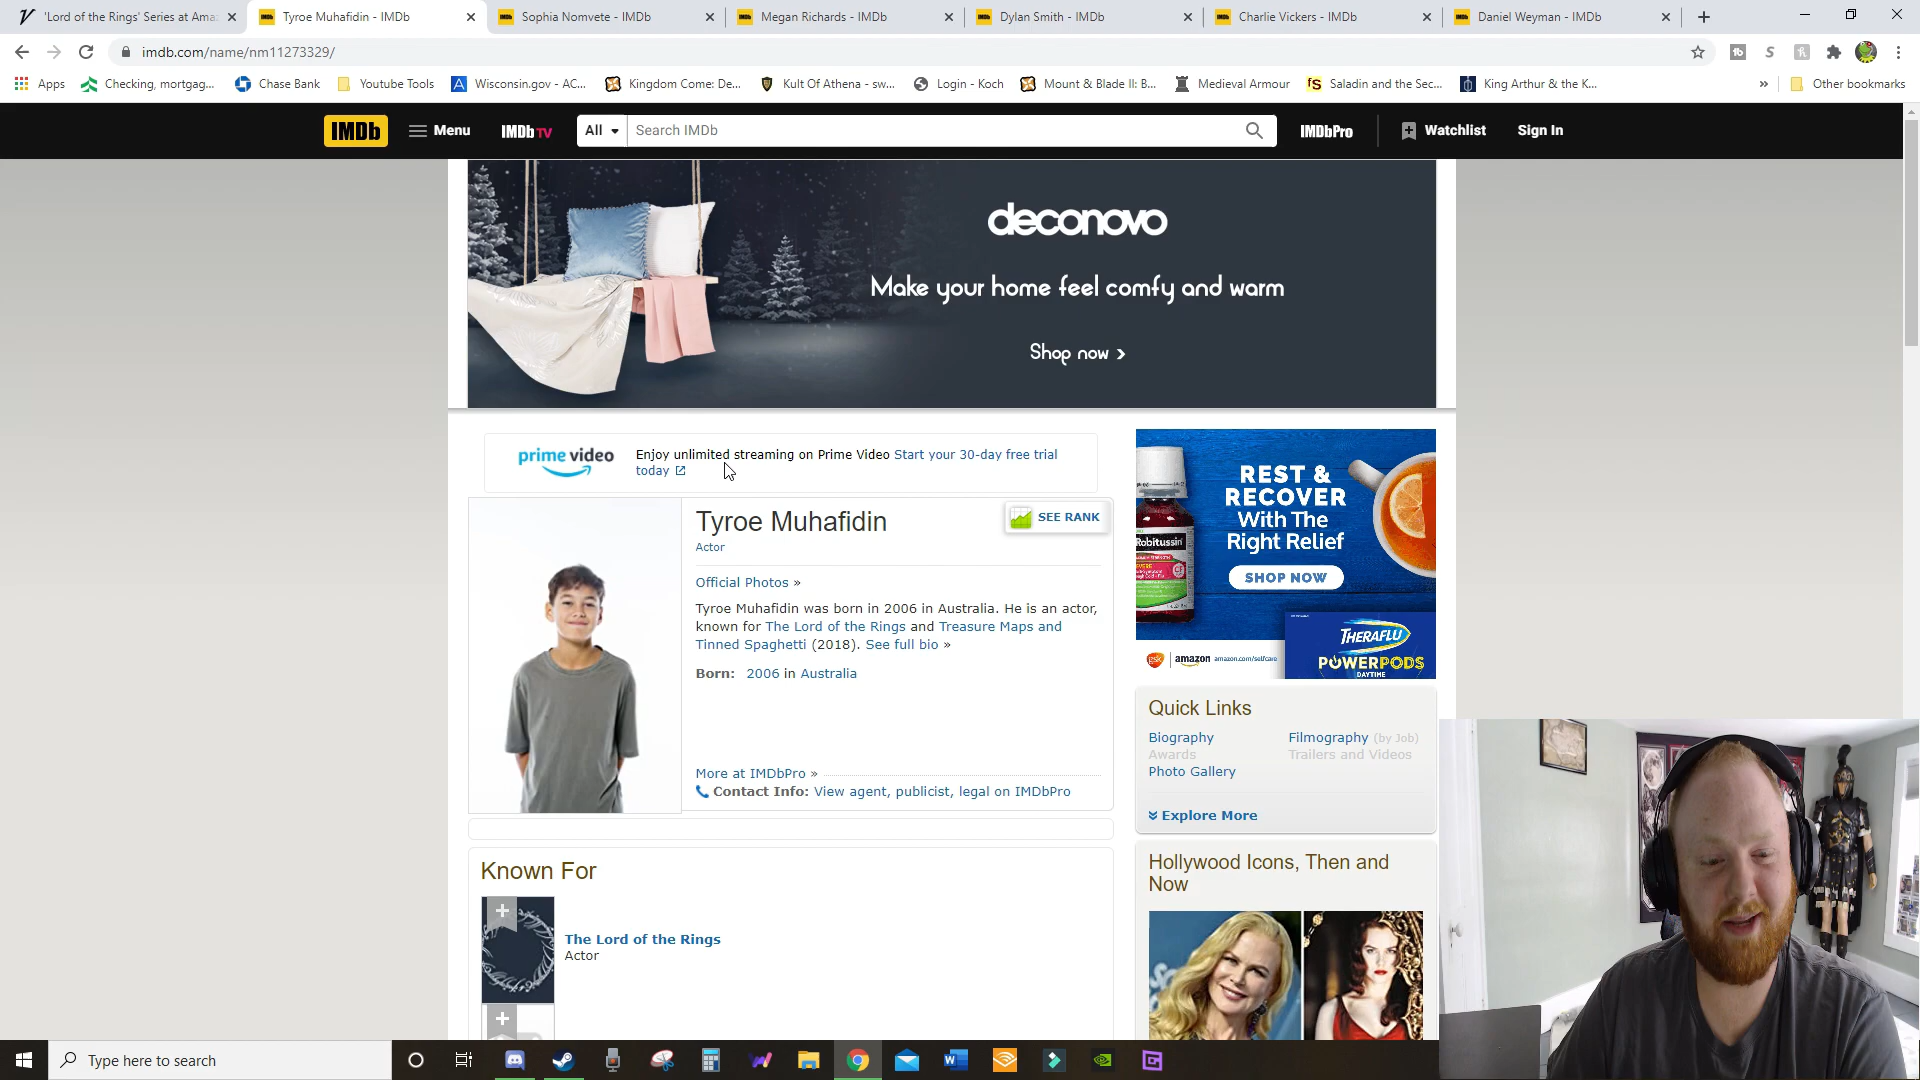 'Lord of the Rings' Series at Ama
Tyroe Muhafidin - IMDb
Sophia Nomvete - IMDb
Megan Richards - IMDb
Dylan Smith - IMDb
Charlie Vickers - IMDb
Daniel Weyman - IMDb
imdb.com/name/nm11273329/
Apps
Checking, mortgag...
Chase Bank
Youtube Tools
Wisconsin.gov - AC...
Kingdom Come: De...
Kult Of Athena - sw...
Login - Koch
Mount & Blade II: B...
Medieval Armour
fS Saladin and the Sec...
King Arthur & the K...
»
Other bookmarks
IMDb
Menu
IMDbTV
All
Search IMDb
IMDbPro
Watchlist
Sign In
deconovo
Make your home feel comfy and warm
Shop now >
prime video
Enjoy unlimited streaming on Prime Video Start your 30-day free trial
today
Tyroe Muhafidin
SEE RANK
Actor
Official Photos »
Tyroe Muhafidin was born in 2006 in Australia. He is an actor,
known for The Lord of the Rings and Treasure Maps and
Tinned Spaghetti (2018). See full bio »
Born: 2006 in Australia
More at IMDbPro »
Contact Info: View agent, publicist, legal on IMDbPro
Known For
The Lord of the Rings
Actor
REST &
RECOVER
With The
Right Relief
SHOP NOW
Robitussin
THERAFLU
POWERPODS
DAYTIME
gsk
amazon amazon.com/selfcare
Quick Links
Biography
Filmography (by Job)
Awards
Trailers and Videos
Photo Gallery
Explore More
Hollywood Icons, Then and
Now
Type here to search